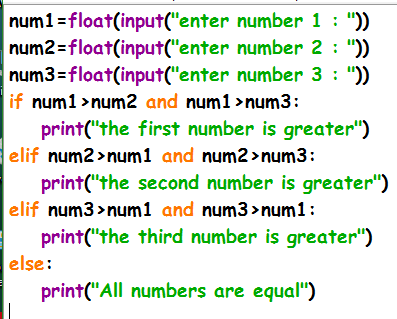 num1=float(input("enter number 1 : "))
num2=float(input("enter number 2 : "))
num3=float(input("enter number 3 : "))
if num1>num2 and num1>num3:
    print("the first number is greater")
elif num2>num1 and num2>num3:
    print("the second number is greater")
elif num3>num1 and num3>num1:
    print("the third number is greater")
else:
    print("All numbers are equal")